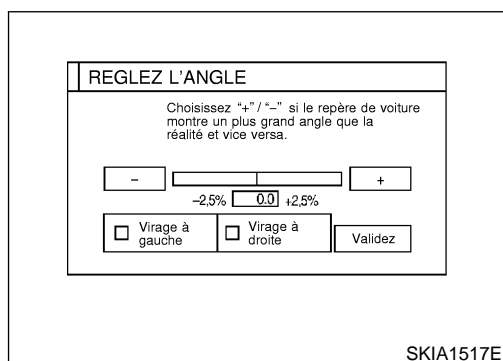 REGLEZ L'ANGLE
Choisissez “+” / “–” si le repère de voiture
montre un plus grand angle que la
réalité et vice versa.
– +
–2,5% 0.0 +2,5%
Virage à gauche Virage à droite Validez
SKIA1517E